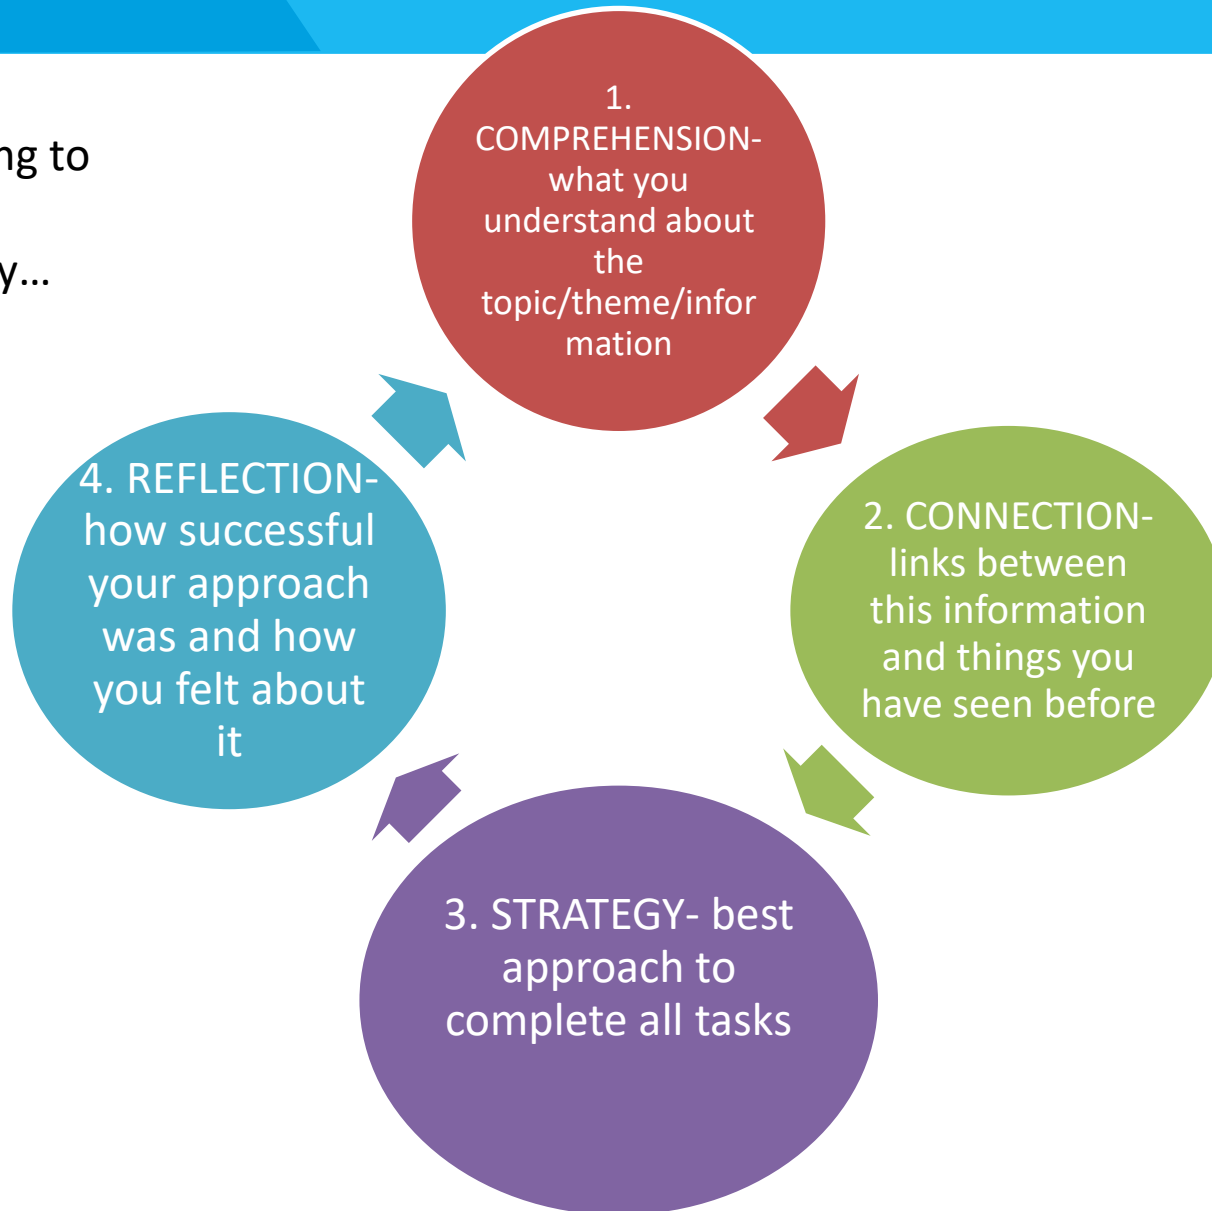 ng to
y…
1.
COMPREHENSION-
what you
understand about
the
topic/theme/infor
mation
2. CONNECTION-
links between
this information
and things you
have seen before
3. STRATEGY- best
approach to
complete all tasks
4. REFLECTION-
how successful
your approach
was and how
you felt about
it